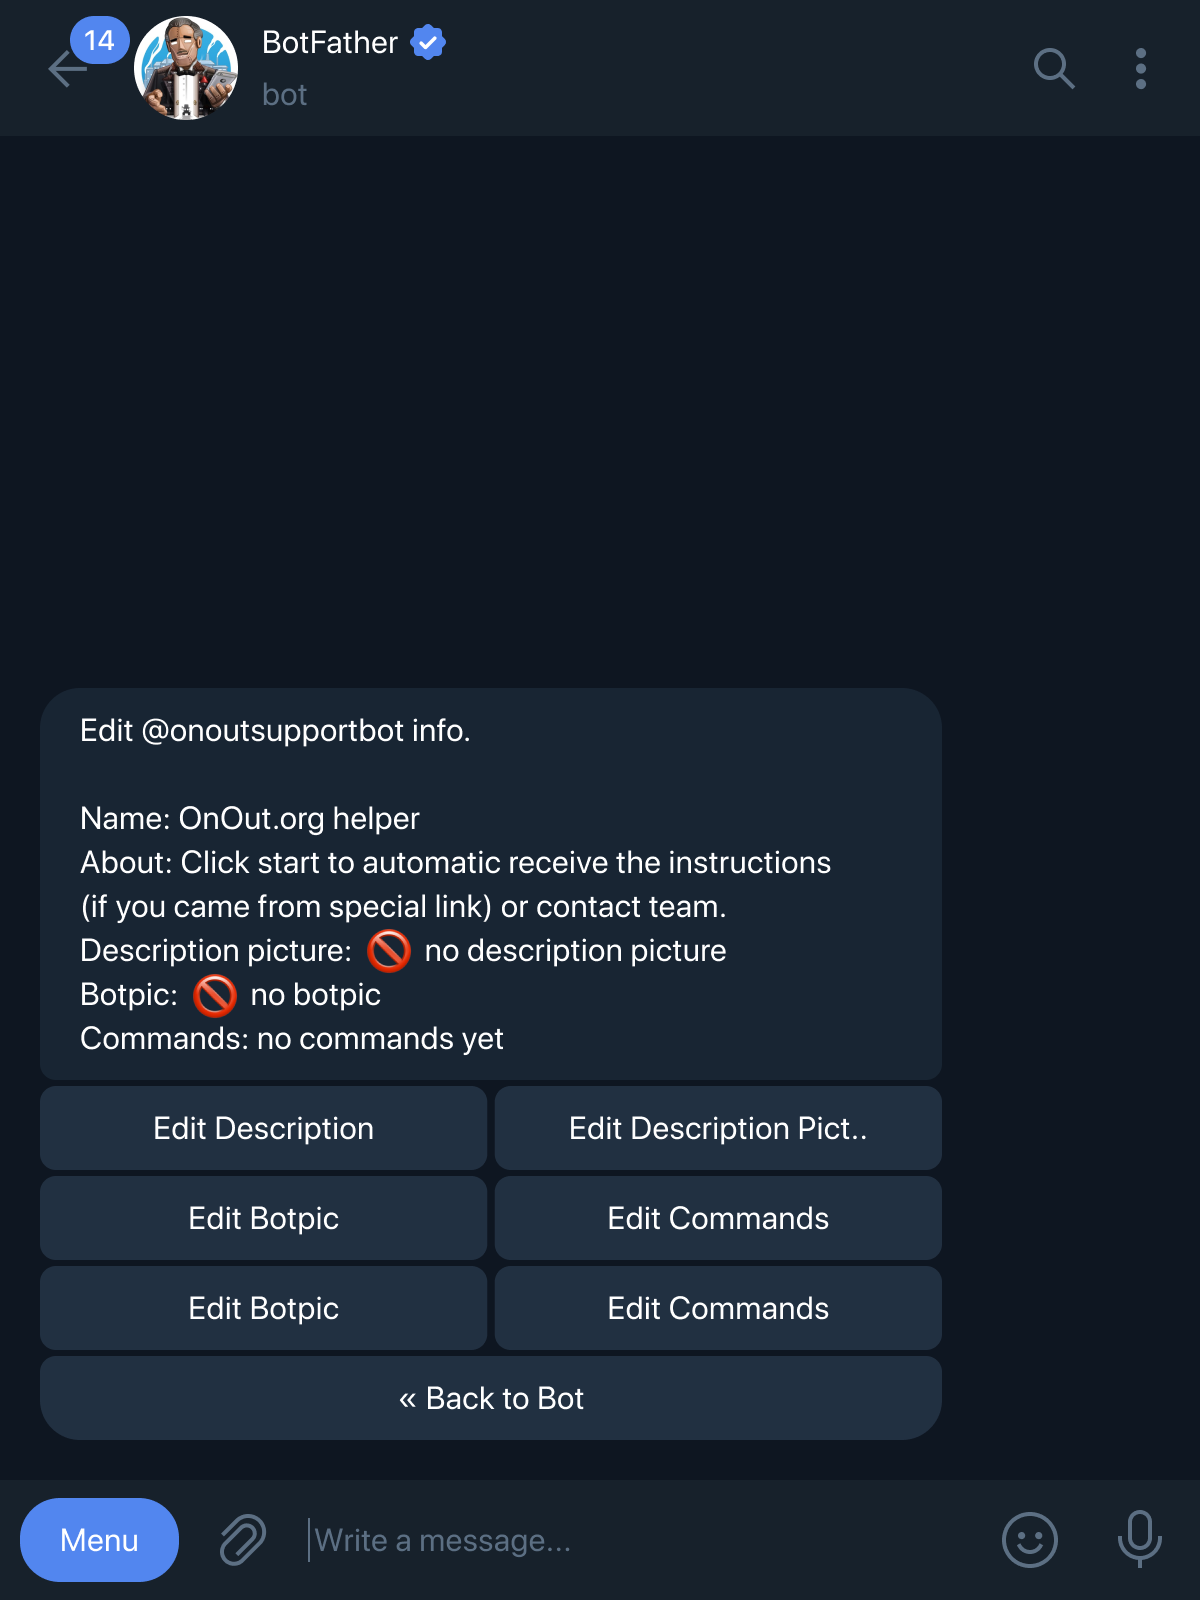 14
BotFather
bot
Edit @onoutsupportbot info.
Name: OnOut.org helper
About: Click start to automatic receive the instructions
(if you came from special link) or contact team.
Description picture: 🚫 no description picture
Botpic: 🚫 no botpic
Commands: no commands yet
Edit Description
Edit Description Pict..
Edit Botpic
Edit Commands
Edit Botpic
Edit Commands
« Back to Bot
Menu
Write a message...